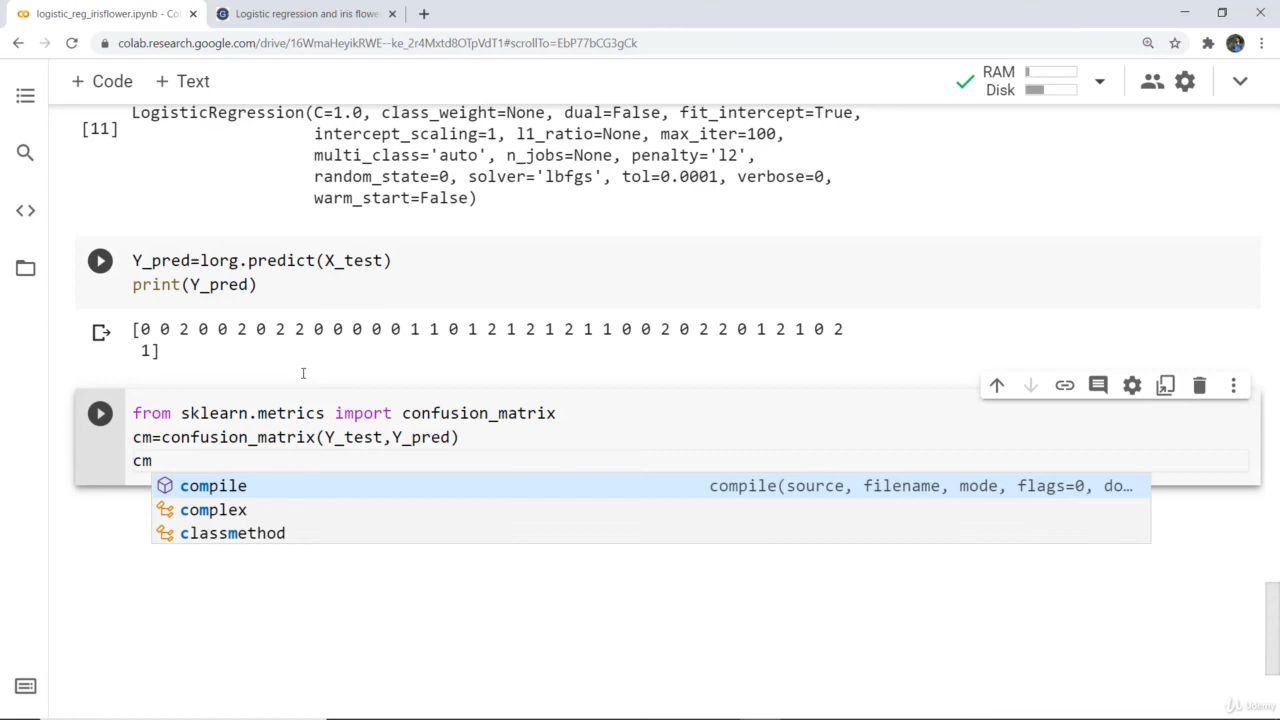 logistic_reg_irisflower.ipynb - Co
Logistic regression and iris flowe
colab.research.google.com/drive/16WmaHeyikRWE--ke_2r4Mxtd8OTpVdT1#scrollTo=EbP77bCG3gCk
+ Code + Text
RAM
Disk
LogisticRegression(C=1.0, class_weight=None, dual=False, fit_intercept=True,
[11]
intercept_scaling=1, l1_ratio=None, max_iter=100,
multi_class='auto', n_jobs=None, penalty='l2',
random_state=0, solver='lbfgs', tol=0.0001, verbose=0,
warm_start=False)
Y_pred=lorg.predict(X_test)
print(Y_pred)
[0 0 2 0 0 2 0 2 2 0 0 0 0 0 1 1 0 1 2 1 2 1 2 1 1 0 0 2 0 2 2 0 1 2 1 0 2
1]
from sklearn.metrics import confusion_matrix
cm=confusion_matrix(Y_test,Y_pred)
cm
compile compile(source, filename, mode, flags=0, do…
complex
classmethod
Udemy